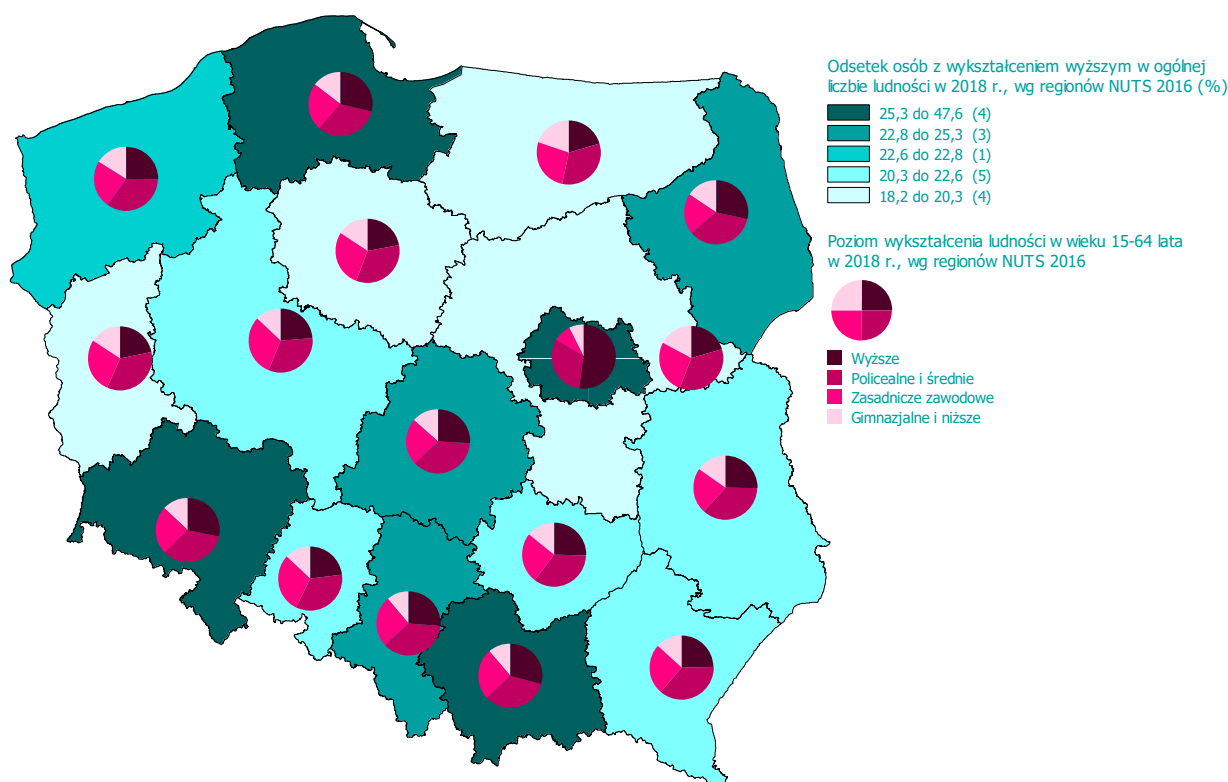 Odsetek osób z wykształceniem wyższym w ogólnej
liczbie ludności w 2018 r., wg regionów NUTS 2016 (%)
25,3 do 47,6 (4)
22,8 do 25,3 (3)
22,6 do 22,8 (1)
20,3 do 22,6 (5)
18,2 do 20,3 (4)
Poziom wykształcenia ludności w wieku 15-64 lata
w 2018 r., wg regionów NUTS 2016
Wyższe
Policealne i średnie
Zasadnicze zawodowe
Gimnazjalne i niższe